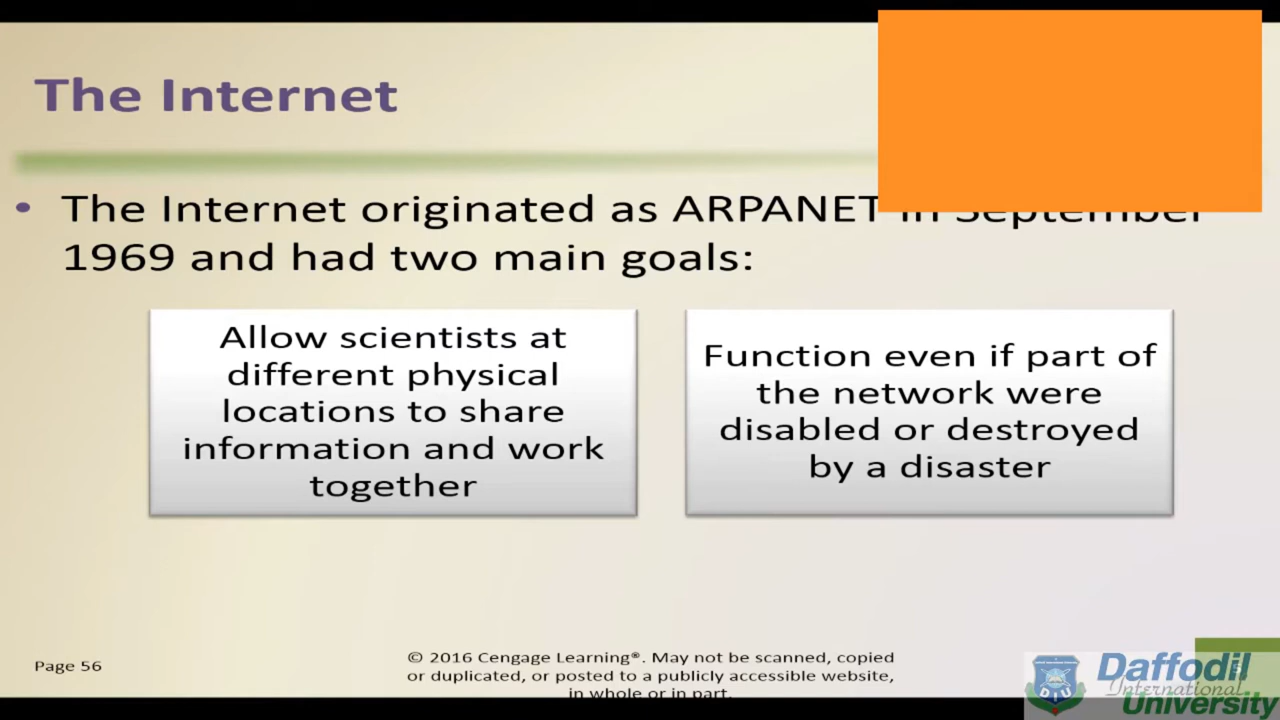 The Internet
• The Internet originated as ARPANET in September
1969 and had two main goals:
Allow scientists at
different physical
locations to share
information and work
together
Function even if part of
the network were
disabled or destroyed
by a disaster
Page 56
© 2016 Cengage Learning®. May not be scanned, copied
or duplicated, or posted to a publicly accessible website,
in whole or in part.
DIU
Daffodil
International
University